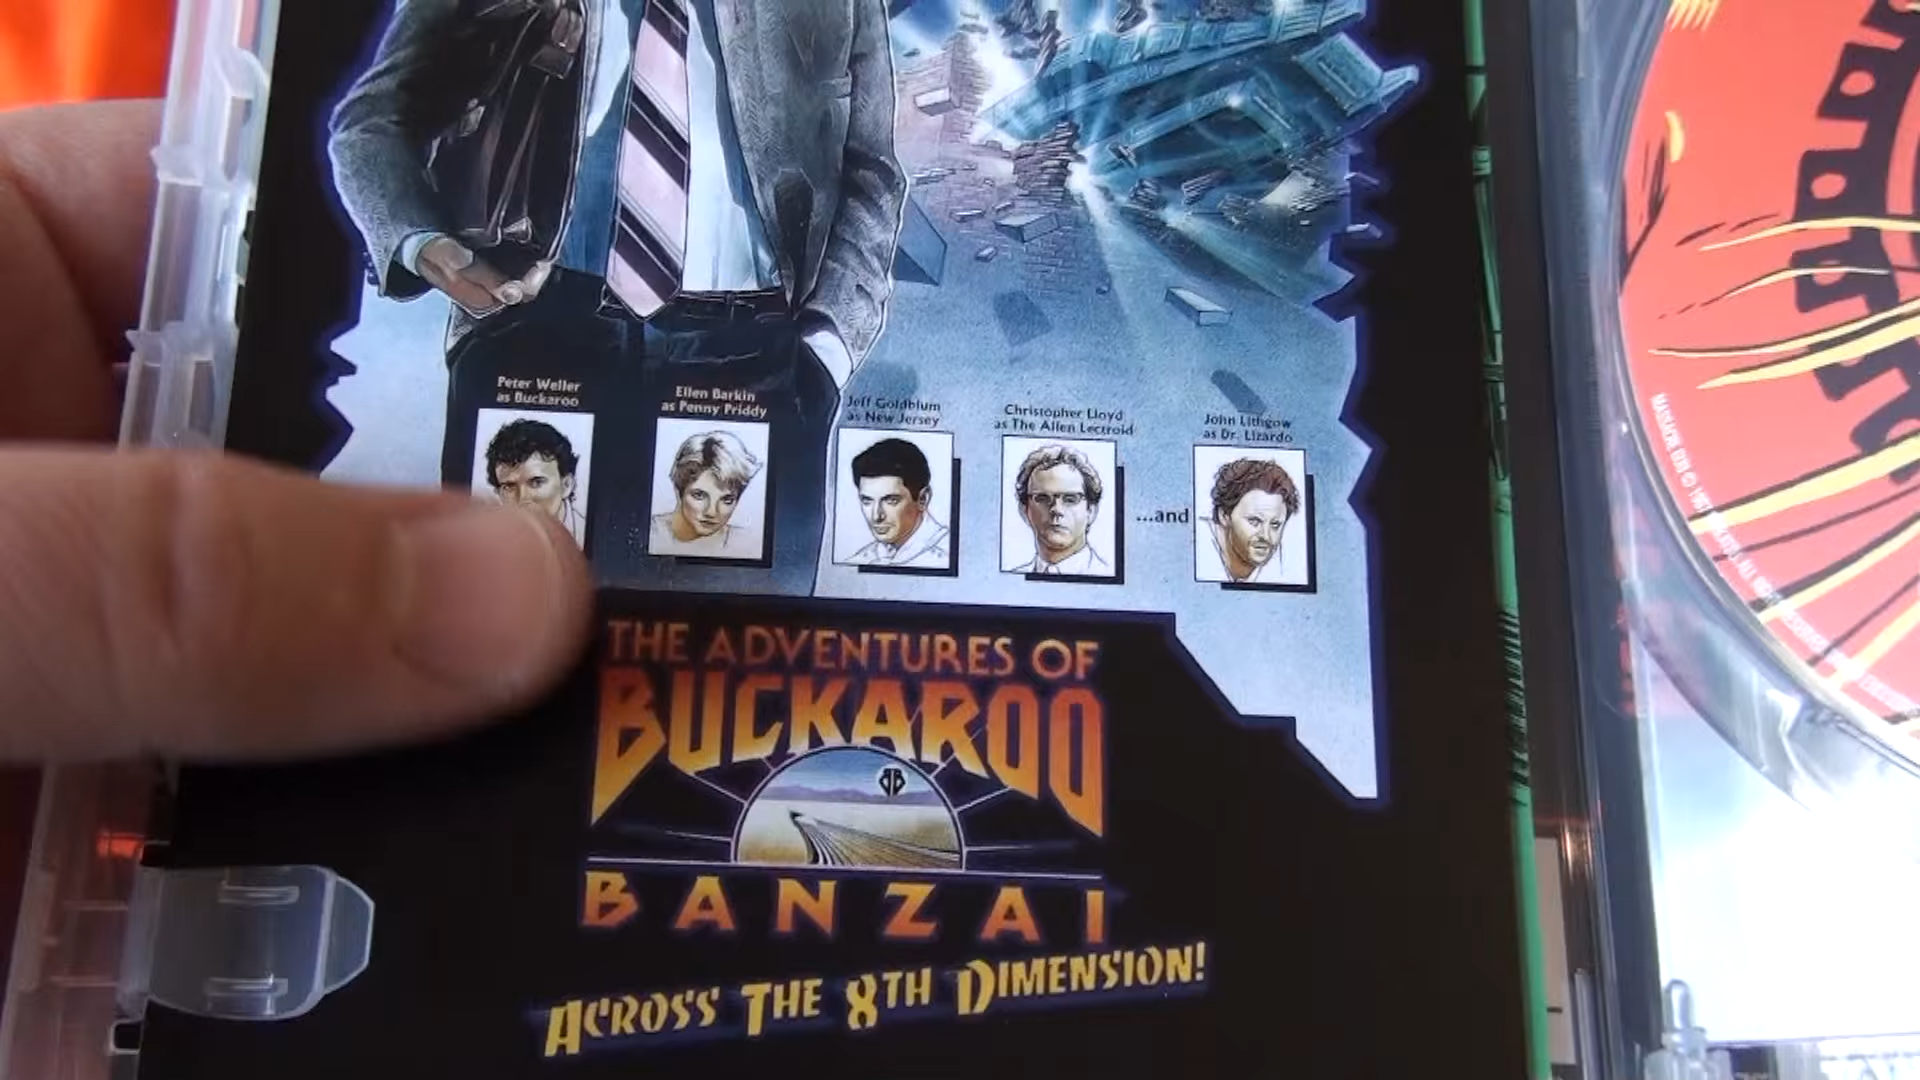 Peter Weller
as Buckaroo
Ellen Barkin
as Penny Priddy
Jeff Goldblum
as New Jersey
Christopher Lloyd
as The Alien Lectroid
...and
John Lithgow
as Dr. Lizardo
THE ADVENTURES OF
BUCKAROO
BB
BANZAI
ACROSS THE 8TH DIMENSION!